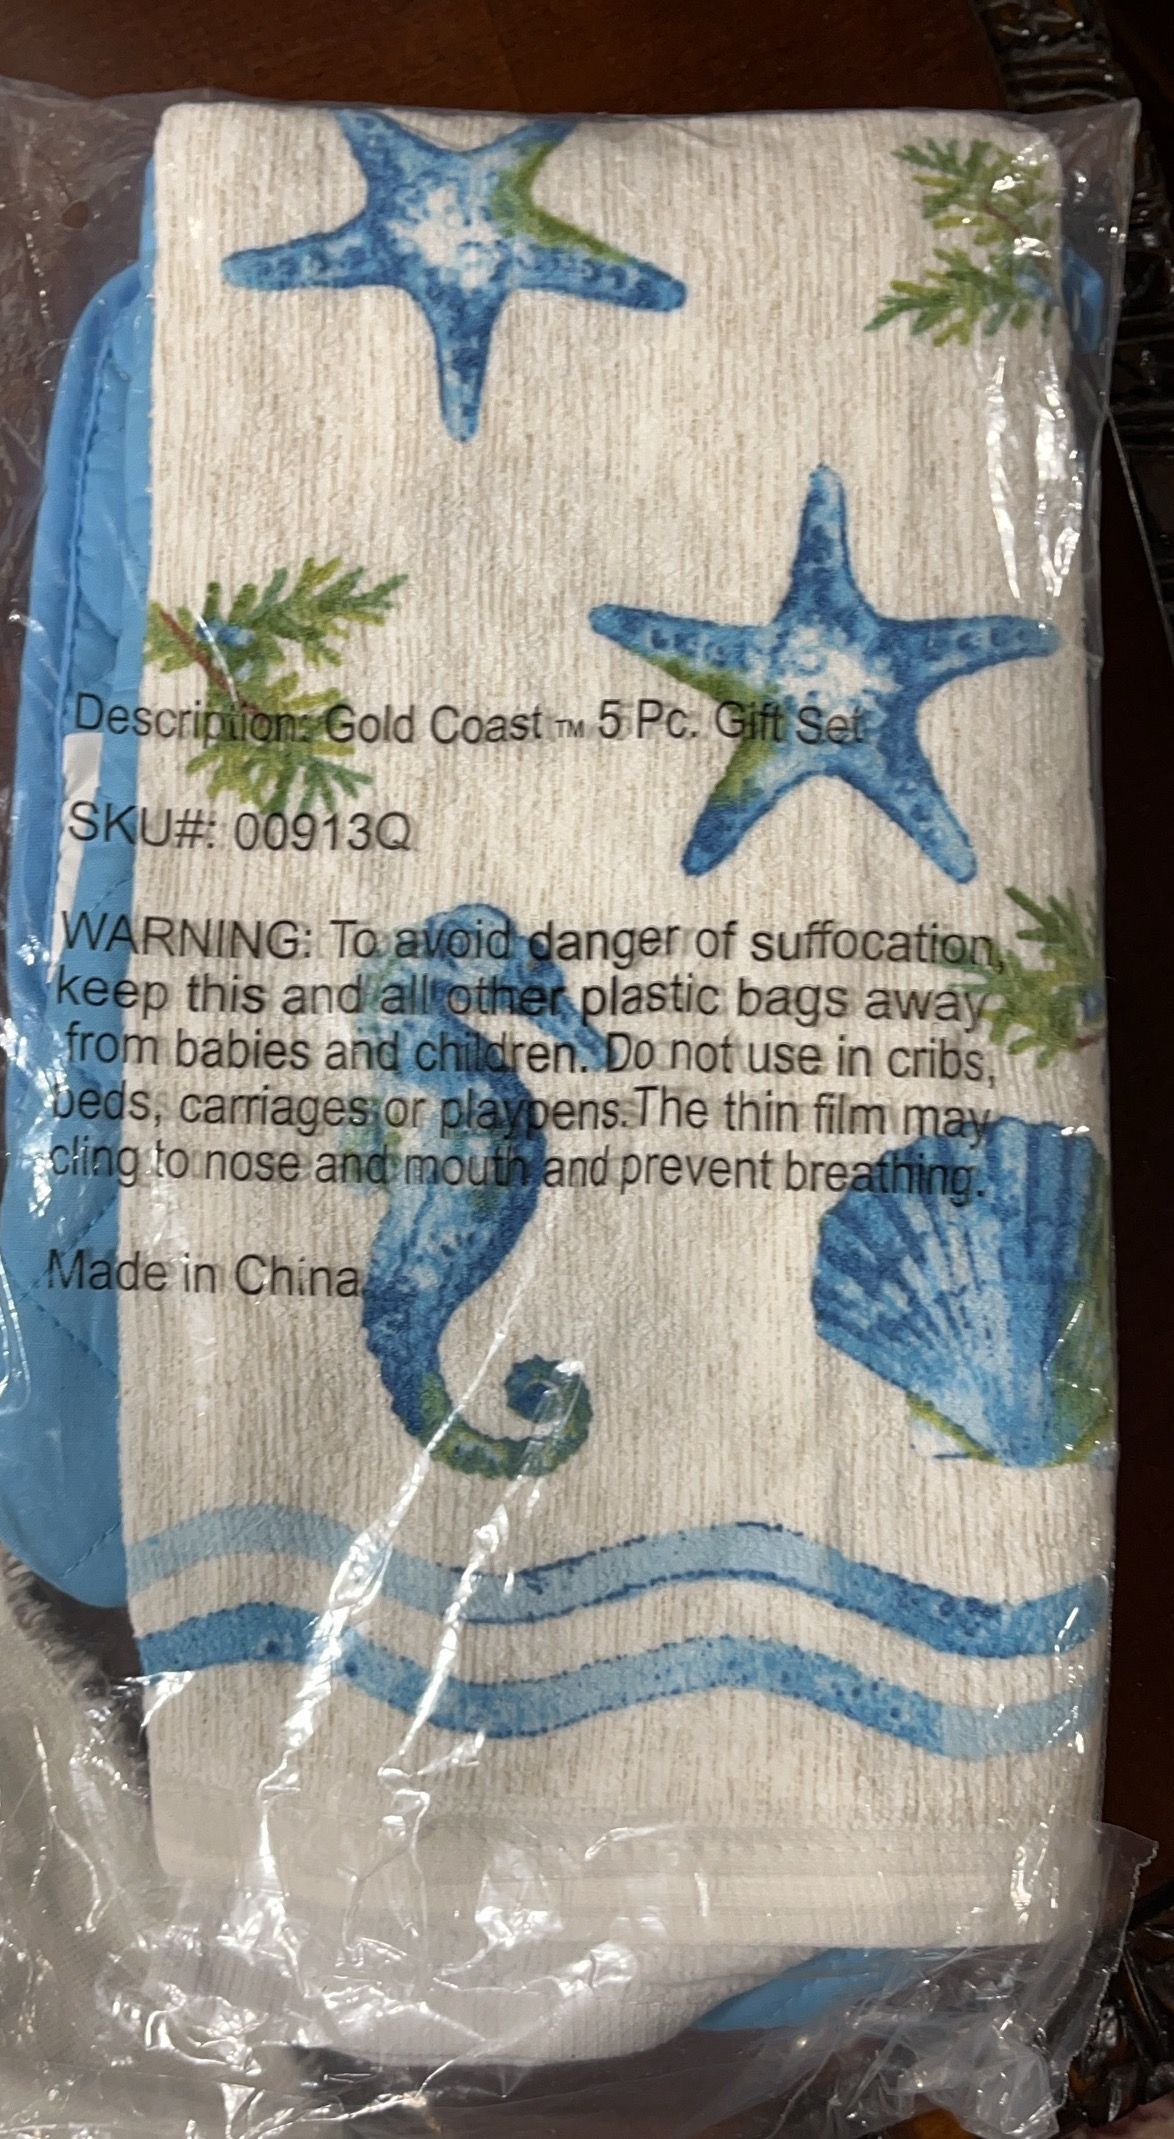 Description: Gold Coast ™ 5 Pc. Gift Set
SKU#: 00913Q
WARNING: To avoid danger of suffocation,
keep this and all other plastic bags away
from babies and children. Do not use in cribs,
beds, carriages or playpens.The thin film may
cling to nose and mouth and prevent breathing.
Made in China